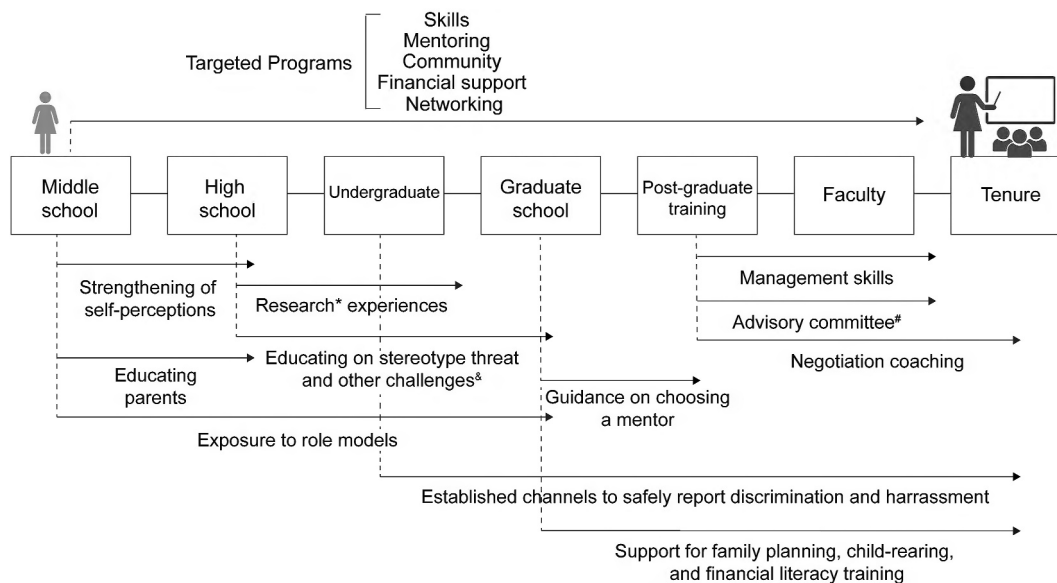 Skills
Mentoring
Targeted Programs
Community
Financial support
Networking
Middle
school
High
school
Undergraduate
Graduate
school
Post-graduate
training
Faculty
Tenure
Strengthening of
self-perceptions
Research* experiences
Management skills
Advisory committee#
Educating on stereotype threat
and other challenges&
Negotiation coaching
Educating
parents
Guidance on choosing
a mentor
Exposure to role models
Established channels to safely report discrimination and harrassment
Support for family planning, child-rearing,
and financial literacy training